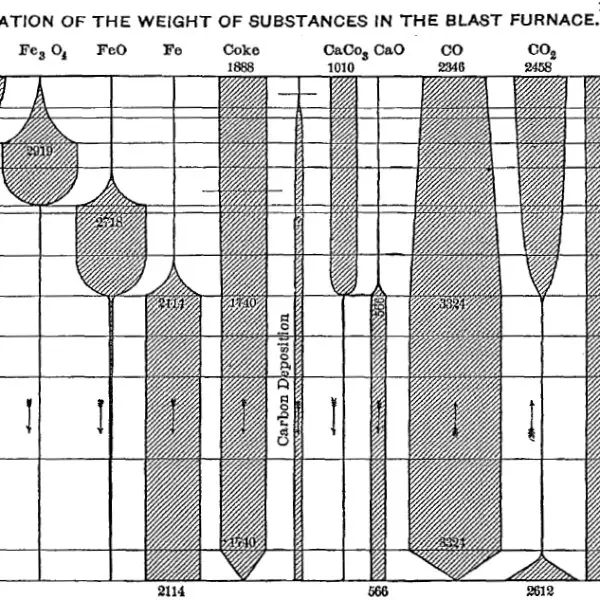 ATION OF THE WEIGHT OF SUBSTANCES IN THE BLAST FURNACE.
Fe3 O4 FeO Fe Coke CaCo3 CaO CO CO2
1888 1010 2346 2458
2919
2718
2114 1740 566 3324
Carbon Deposition
1740 3324
2114 566 2612